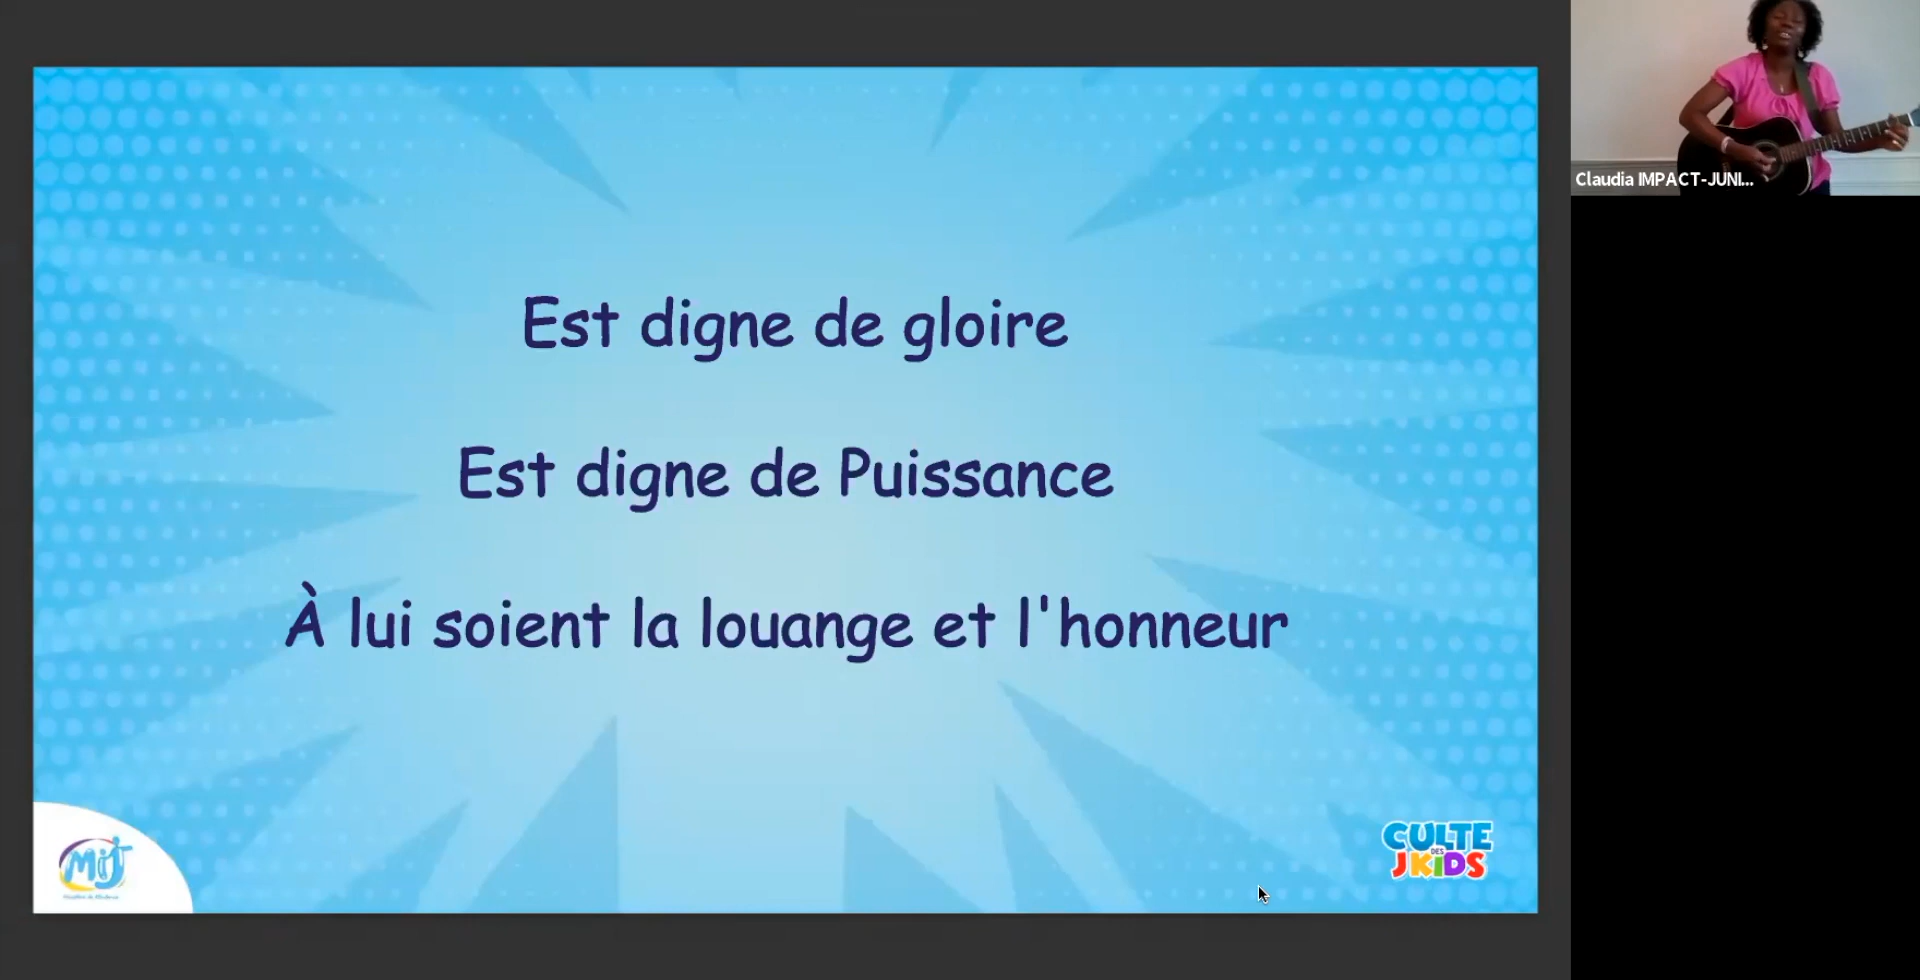 Est digne de gloire
Est digne de Puissance
À lui soient la louange et l'honneur
Claudia IMPACT-JUNI...
MIJ
CULTE
DES
JKIDS